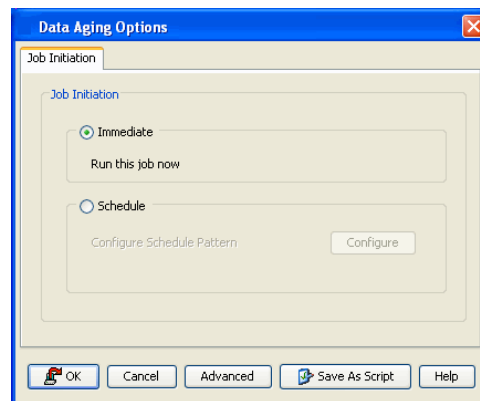 Data Aging Options
Job Initiation
Job Initiation
Immediate
Run this job now
Schedule
Configure Schedule Pattern Configure
OK Cancel Advanced Save As Script Help